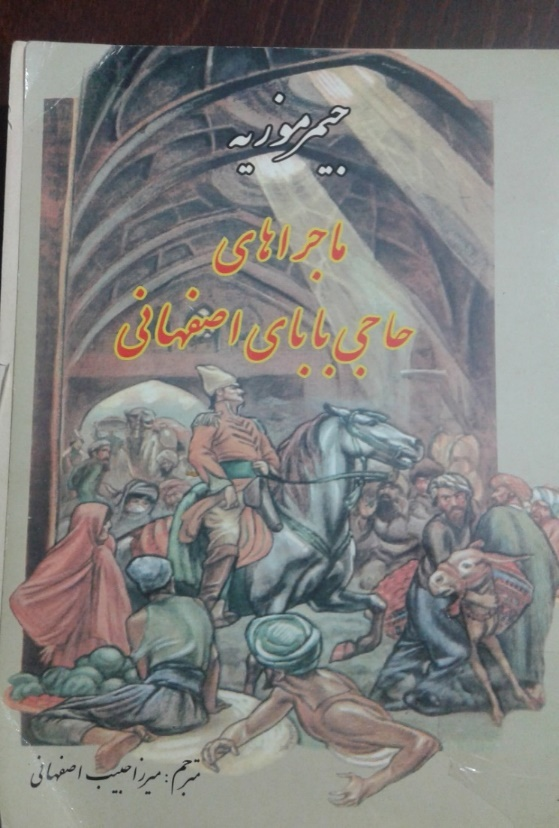 جیمز موریه
ماجراهای
حاجی بابای اصفهانی
مترجم : میرزا حبیب اصفهانی